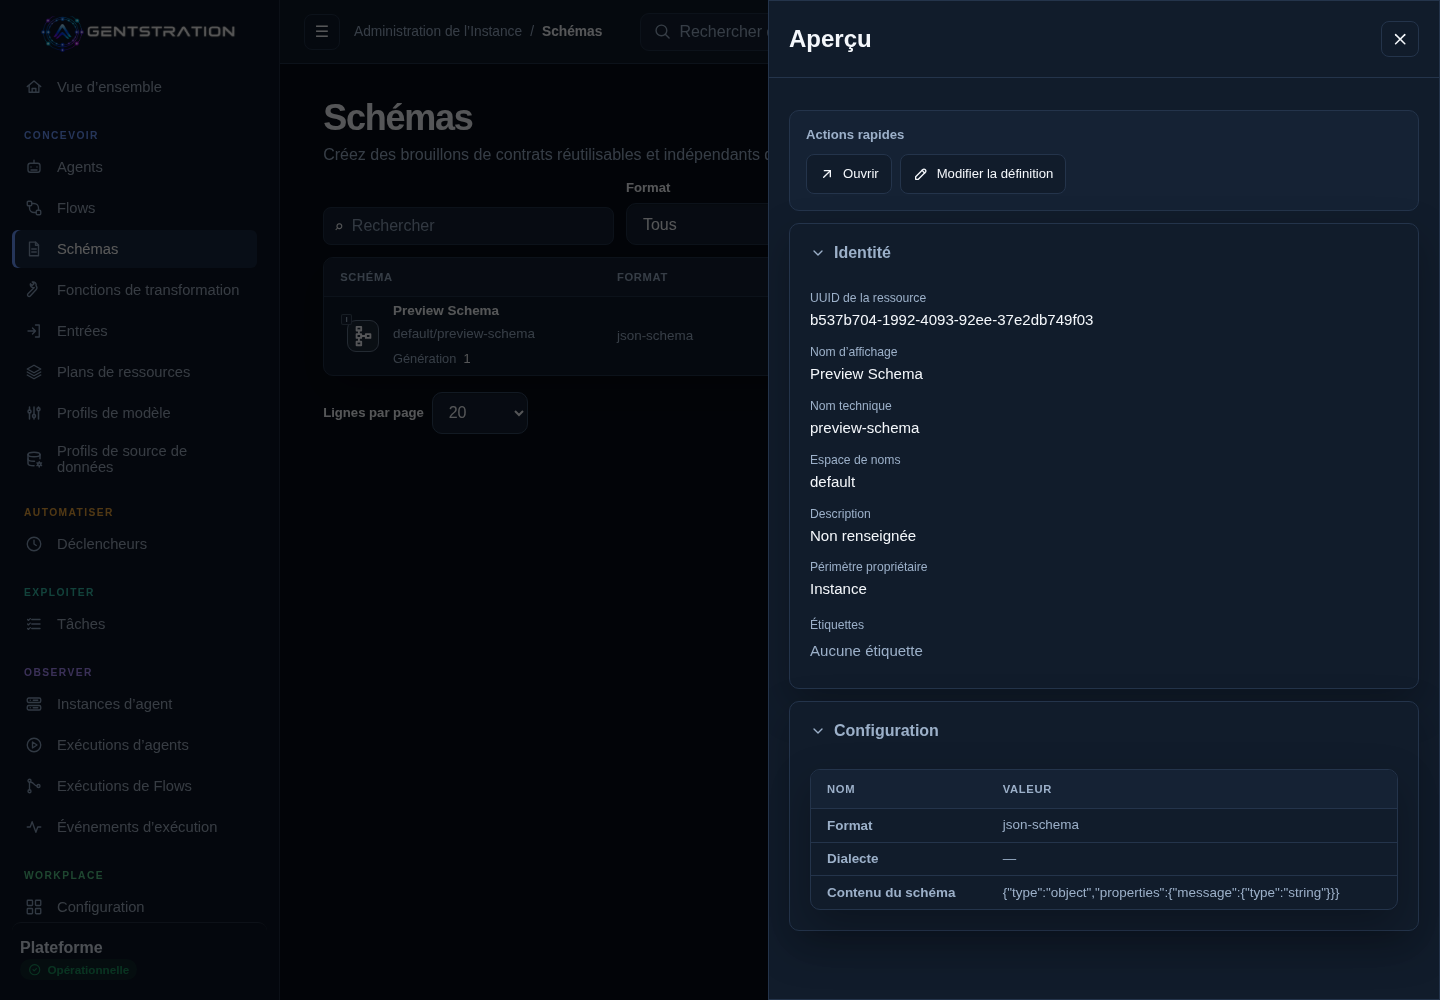 GENTSTRATION
Vue d'ensemble
CONCEVOIR
Agents
Flows
Schémas
Fonctions de transformation
Entrées
Plans de ressources
Profils de modèle
Profils de source de
données
AUTOMATISER
Déclencheurs
EXPLOITER
Tâches
OBSERVER
Instances d'agent
Exécutions d'agents
Exécutions de Flows
Événements d'exécution
WORKPLACE
Configuration
Plateforme
Opérationnelle
Administration de l'Instance / Schémas
Rechercher
Schémas
Créez des brouillons de contrats réutilisables et indépendants
Format
Rechercher
Tous
SCHÉMA FORMAT
Preview Schema
default/preview-schema
json-schema
Génération 1
Lignes par page 20
Aperçu
Actions rapides
Ouvrir
Modifier la définition
Identité
UUID de la ressource
b537b704-1992-4093-92ee-37e2db749f03
Nom d'affichage
Preview Schema
Nom technique
preview-schema
Espace de noms
default
Description
Non renseignée
Périmètre propriétaire
Instance
Étiquettes
Aucune étiquette
Configuration
NOM VALEUR
Format json-schema
Dialecte —
Contenu du schéma {"type":"object","properties":{"message":{"type":"string"}}}